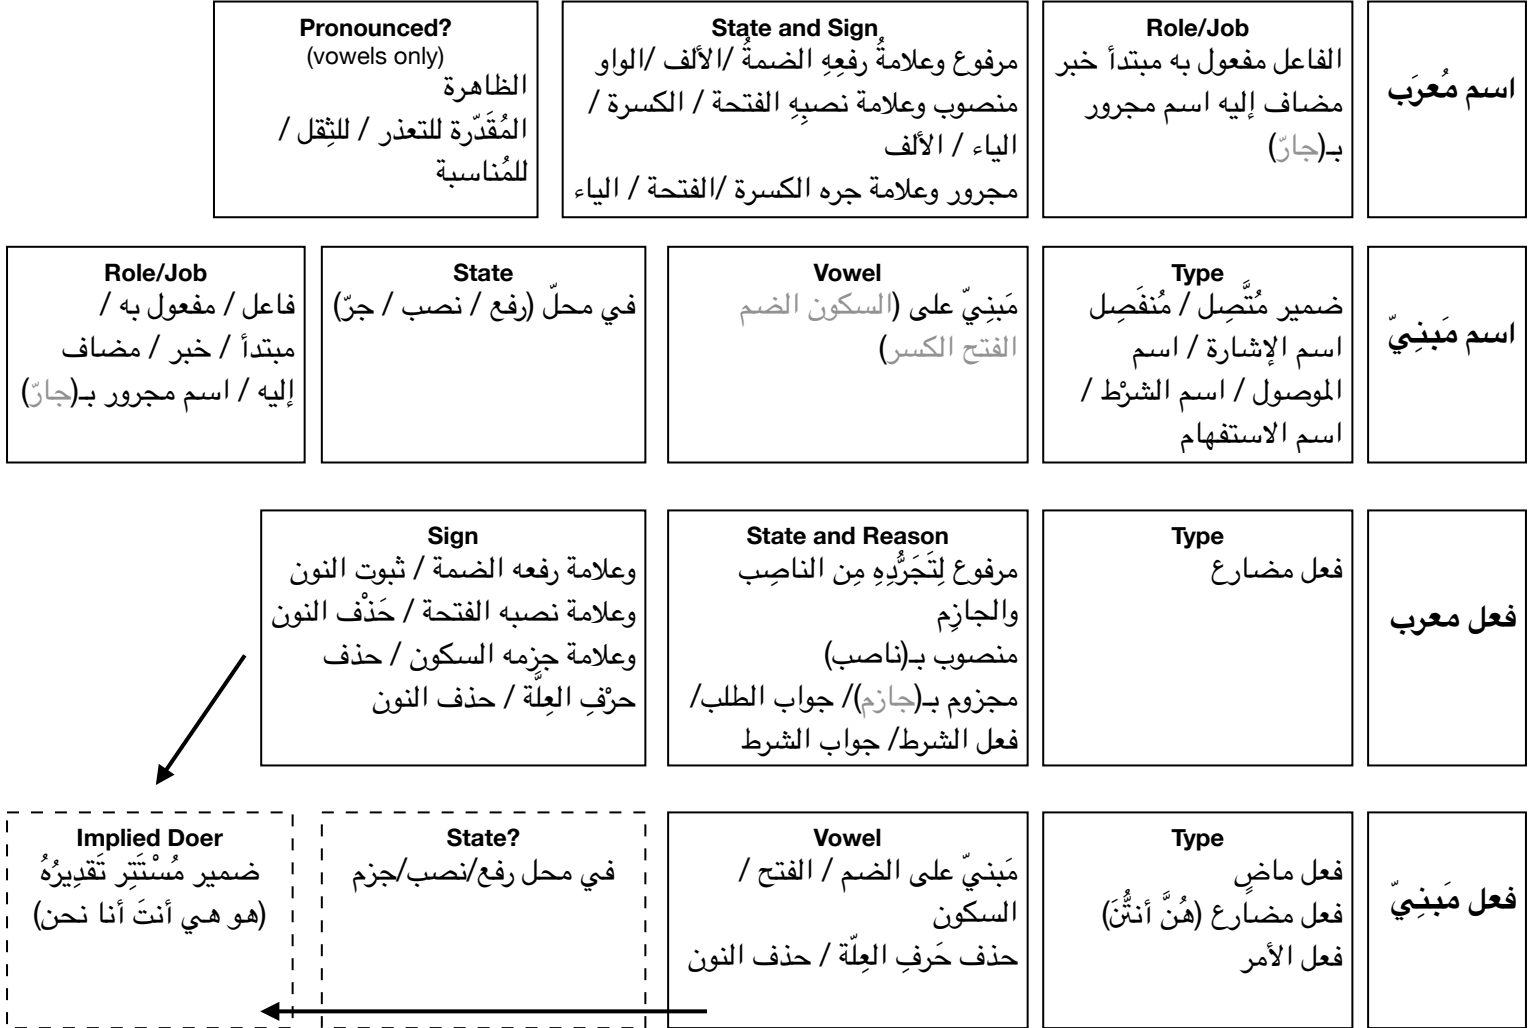 اسم مُعرَب
Role/Job
الفاعل مفعول به مبتدأ خبر
مضاف إليه اسم مجرور
بـ(جارّ)
State and Sign
مرفوع وعلامةُ رفعِهِ الضمةُ /الألف /الواو
منصوب وعلامة نصبِهِ الفتحة / الكسرة /
الياء / الألف
مجرور وعلامة جره الكسرة /الفتحة / الياء
Pronounced?
(vowels only)
الظاهرة
المُقَدّرة للتعذر / للثِقل /
للمُناسبة
اسم مَبنِيّ
Type
ضمير مُتَّصِل / مُنفَصِل
اسم الإشارة / اسم
الموصول / اسم الشرْط /
اسم الاستفهام
Vowel
مَبنِيّ على (السكون الضم
الفتح الكسر)
State
في محلّ (رفع / نصب / جرّ)
Role/Job
فاعل / مفعول به /
مبتدأ / خبر / مضاف
إليه / اسم مجرور بـ(جارّ)
فعل معرب
Type
فعل مضارع
State and Reason
مرفوع لِتَجَرُّدِهِ مِن الناصِب
والجازِم
منصوب بـ(ناصب)
مجزوم بـ(جازم)/ جواب الطلب/
فعل الشرط/ جواب الشرط
Sign
وعلامة رفعه الضمة / ثبوت النون
وعلامة نصبه الفتحة / حَذْف النون
وعلامة جزمه السكون / حذف
حرْفِ العِلَّة / حذف النون
فعل مَبنِيّ
Type
فعل ماضٍ
فعل مضارع (هُنَّ أنتُّنَ)
فعل الأمر
Vowel
مَبنيّ على الضم / الفتح /
السكون
حذف حَرفِ العِلّة / حذف النون
State?
في محل رفع/نصب/جزم
Implied Doer
ضمير مُسْتَتِر تَقدِيرُهُ
(هو هي أنتَ أنا نحن)